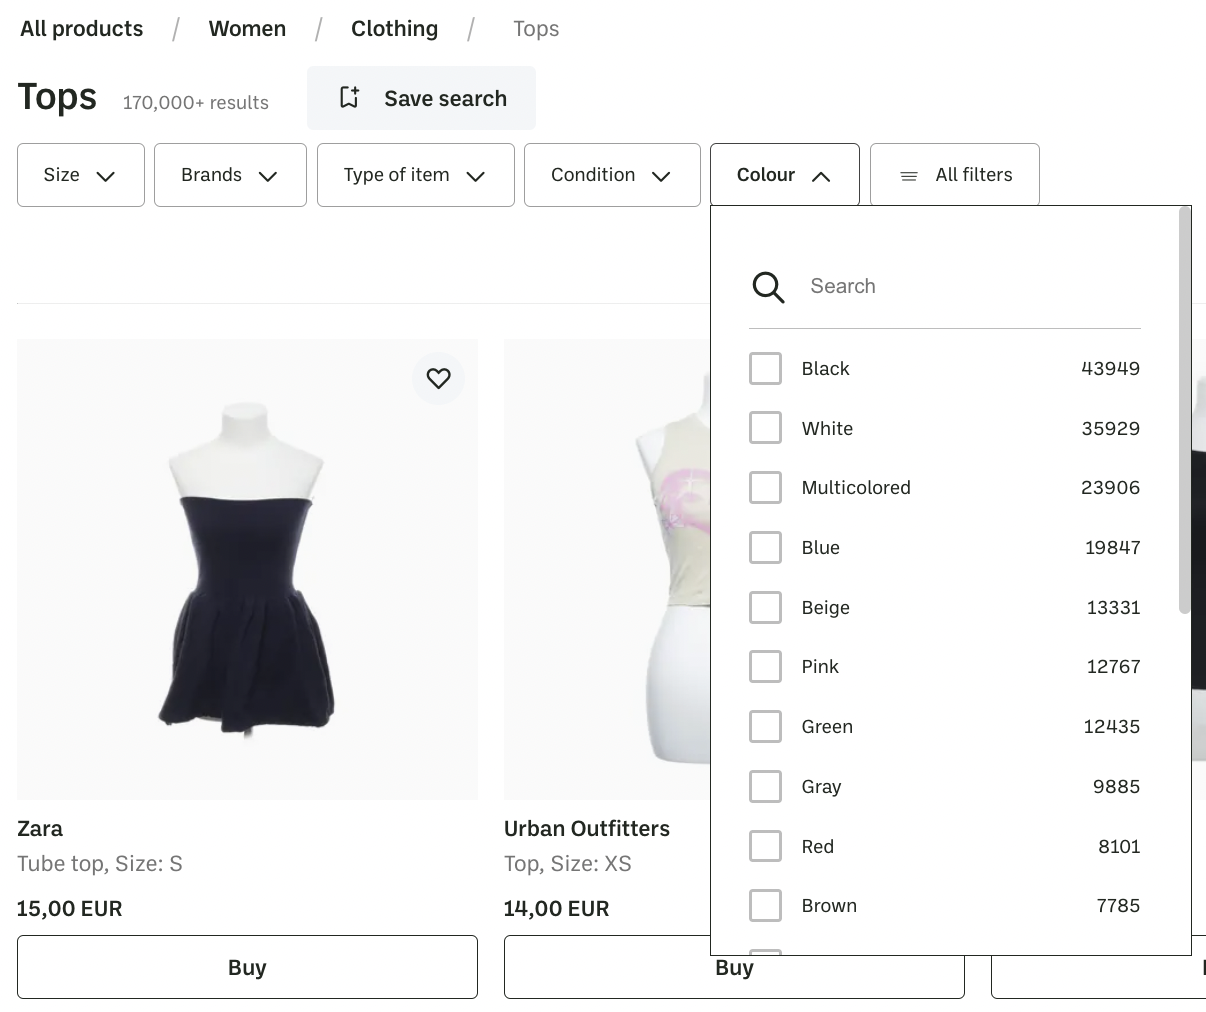 All products / Women / Clothing / Tops
Tops 170,000+ results Save search
Size Brands Type of item Condition Colour All filters
Search
Black 43949
White 35929
Multicolored 23906
Blue 19847
Beige 13331
Pink 12767
Green 12435
Gray 9885
Red 8101
Brown 7785
Zara
Tube top, Size: S
15,00 EUR
Buy
Urban Outfitters
Top, Size: XS
14,00 EUR
Buy